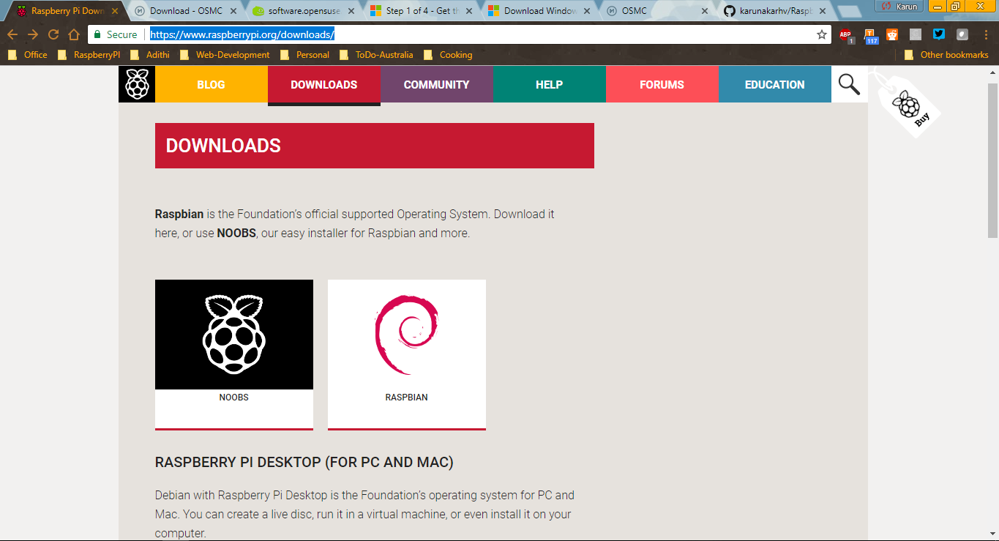 Raspberry Pi Down
Download - OSMC
software.opensuse.
Step 1 of 4 - Get th
Download Window
OSMC
karunakarhv/Raspb
Karun
Secure
https://www.raspberrypi.org/downloads/
ABP
1
117
Office
RaspberryPI
Adithi
Web-Development
Personal
ToDo-Australia
Cooking
Other bookmarks
BLOG
DOWNLOADS
COMMUNITY
HELP
FORUMS
EDUCATION
Buy
DOWNLOADS
Raspbian is the Foundation’s official supported Operating System. Download it
here, or use NOOBS, our easy installer for Raspbian and more.
NOOBS
RASPBIAN
RASPBERRY PI DESKTOP (FOR PC AND MAC)
Debian with Raspberry Pi Desktop is the Foundation’s operating system for PC and
Mac. You can create a live disc, run it in a virtual machine, or even install it on your
computer.